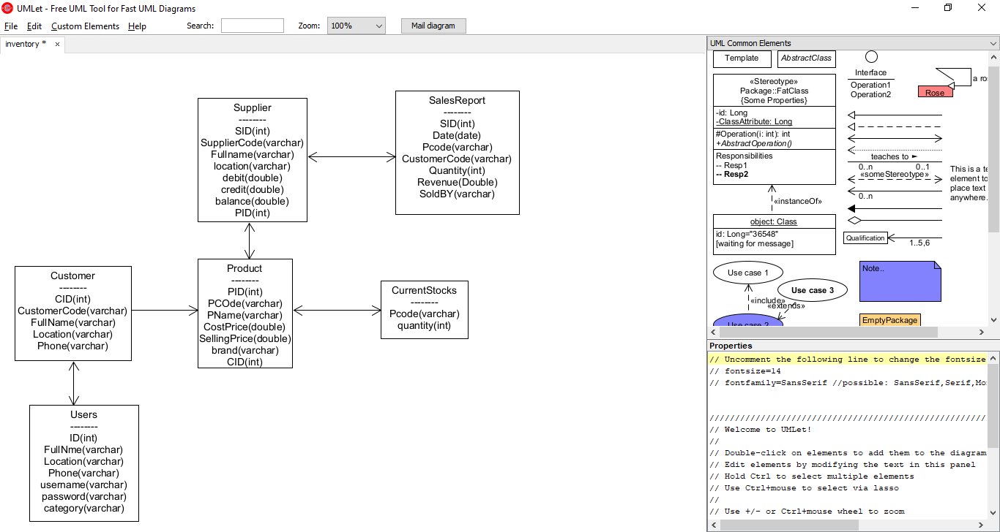 UMLet - Free UML Tool for Fast UML Diagrams
File Edit Custom Elements Help Search: Zoom: 100% Mail diagram
inventory *
Supplier
--------
SID(int)
SupplierCode(varchar)
Fullname(varchar)
location(varchar)
debit(double)
credit(double)
balance(double)
PID(int)
SalesReport
--------
SID(int)
Date(date)
Pcode(varchar)
CustomerCode(varchar)
Quantity(int)
Revenue(Double)
SoldBY(varchar)
Customer
--------
CID(int)
CustomerCode(varchar)
FullName(varchar)
Location(varchar)
Phone(varchar)
Product
--------
PID(int)
PCOde(varchar)
PName(varchar)
CostPrice(double)
SellingPrice(double)
brand(varchar)
CID(int)
CurrentStocks
--------
Pcode(varchar)
quantity(int)
Users
--------
ID(int)
FullNme(varchar)
Location(varchar)
Phone(varchar)
username(varchar)
password(varchar)
category(varchar)
UML Common Elements
Template
AbstractClass
«Stereotype»
Package::FatClass
{Some Properties}
-id: Long
-ClassAttribute: Long
#Operation(i: int): int
+AbstractOperation()
Responsibilities
-- Resp1
-- Resp2
«instanceOf»
object: Class
id: Long="36548"
[waiting for message]
Use case 1
«include»
Use case 3
«extends»
Use case 2
Interface
Operation1
Operation2
a ro
Rose
teaches to
0..n 0..1
«someStereotype»
0..n
This is a te
element to
place text
anywhere.
Qualification
1..5,6
Note..
EmptyPackage
Properties
// Uncomment the following line to change the fontsize
// fontsize=14
// fontfamily=SansSerif //possible: SansSerif,Serif,Mo
//////////////////////////////////////////////////////
// Welcome to UMLet!
//
// Double-click on elements to add them to the diagram
// Edit elements by modifying the text in this panel
// Hold Ctrl to select multiple elements
// Use Ctrl+mouse to select via lasso
//
// Use +/- or Ctrl+mouse wheel to zoom